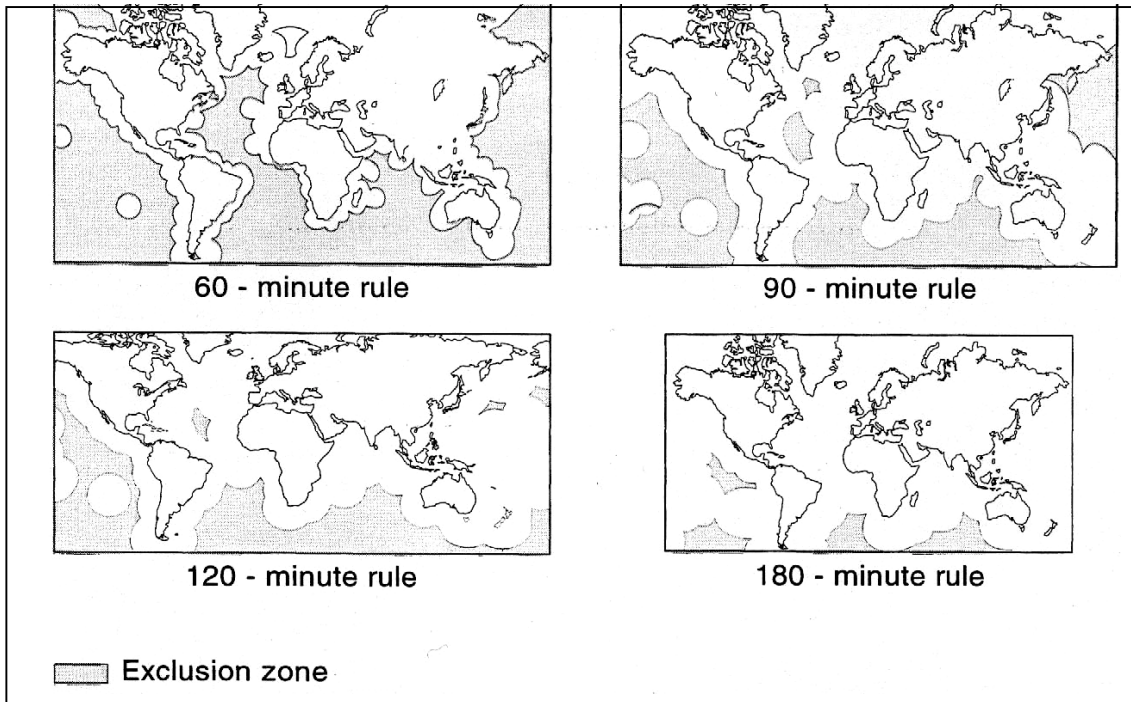 60 - minute rule
90 - minute rule
120 - minute rule
180 - minute rule
Exclusion zone